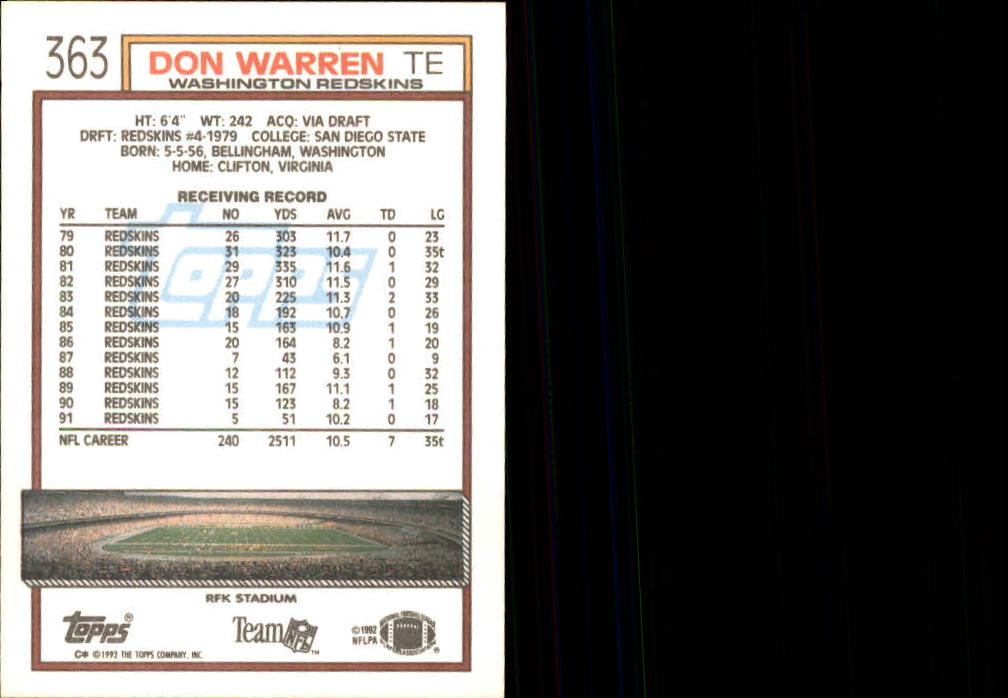 363 DON WARREN TE
WASHINGTON REDSKINS
HT: 6'4" WT: 242 ACQ: VIA DRAFT
DRFT: REDSKINS #4-1979 COLLEGE: SAN DIEGO STATE
BORN: 5-5-56, BELLINGHAM, WASHINGTON
HOME: CLIFTON, VIRGINIA
RECEIVING RECORD
YR TEAM NO YDS AVG TD LG
79 REDSKINS 26 303 11.7 0 23
80 REDSKINS 31 323 10.4 0 35t
81 REDSKINS 29 335 11.6 1 32
82 REDSKINS 27 310 11.5 0 29
83 REDSKINS 20 225 11.3 2 33
84 REDSKINS 18 192 10.7 0 26
85 REDSKINS 15 163 10.9 1 19
86 REDSKINS 20 164 8.2 1 20
87 REDSKINS 7 43 6.1 0 9
88 REDSKINS 12 112 9.3 0 32
89 REDSKINS 15 167 11.1 1 25
90 REDSKINS 15 123 8.2 1 18
91 REDSKINS 5 51 10.2 0 17
NFL CAREER 240 2511 10.5 7 35t
topps
RFK STADIUM
Topps®
Team NFL™
©1992
NFLPA
C* ©1992 THE TOPPS COMPANY, INC.